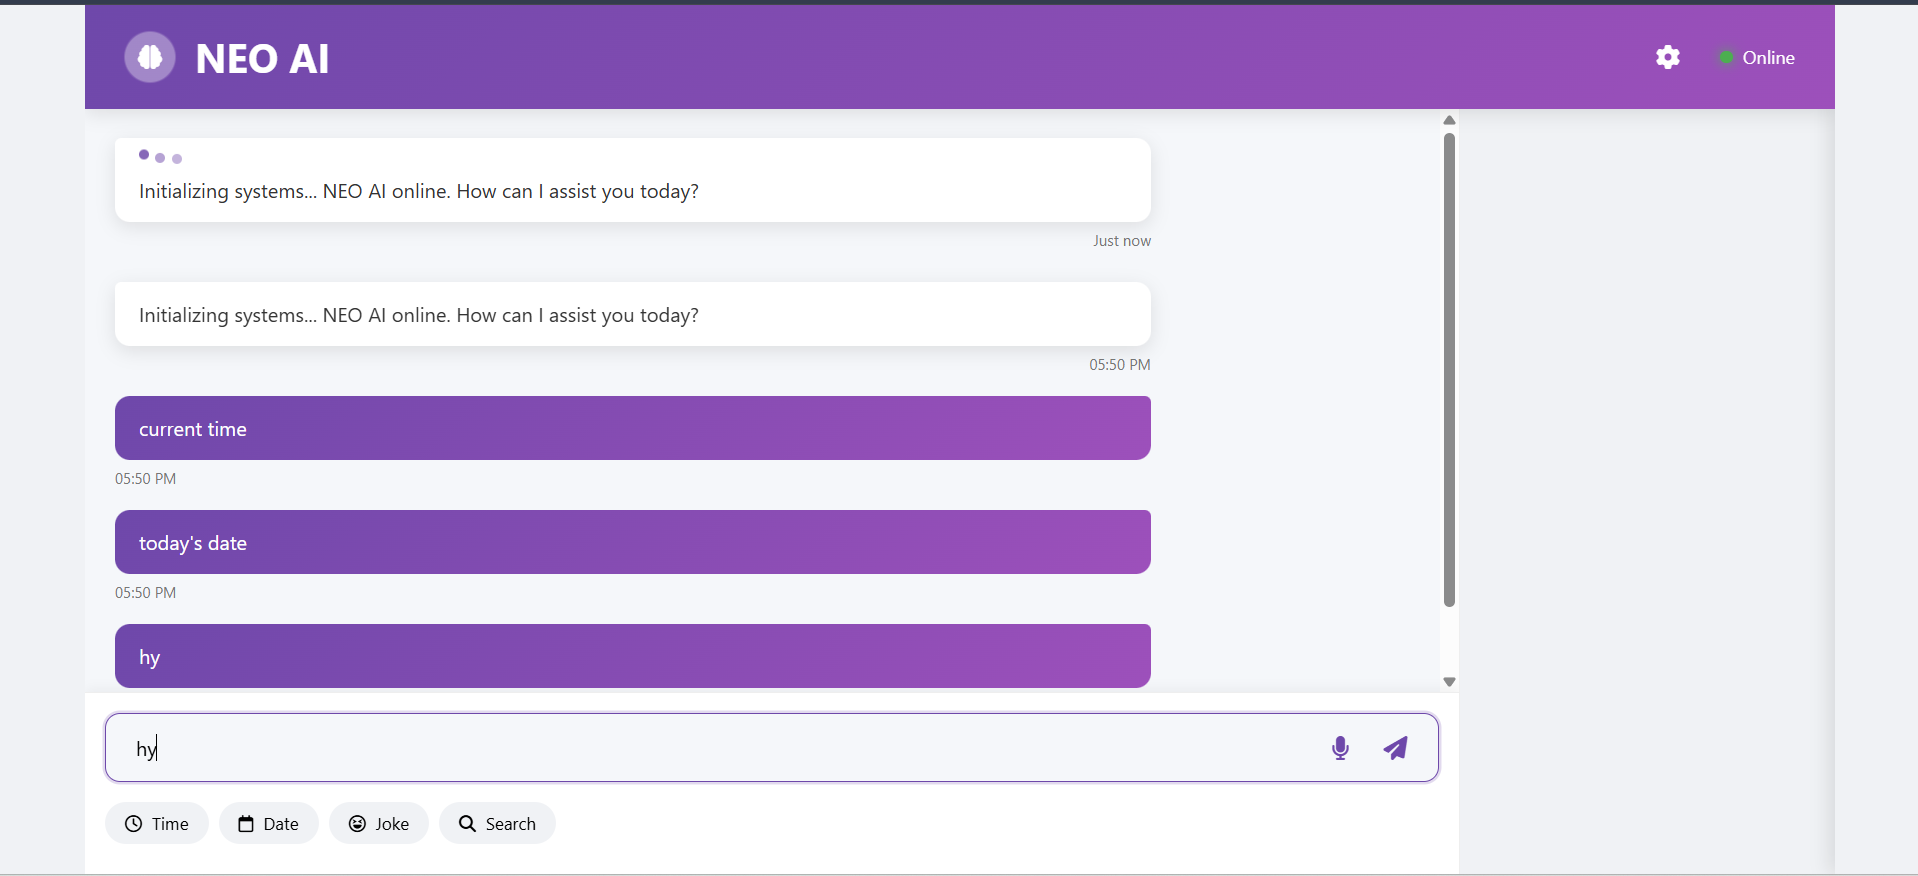 NEO AI
Online
Initializing systems... NEO AI online. How can I assist you today?
Just now
Initializing systems... NEO AI online. How can I assist you today?
05:50 PM
current time
05:50 PM
today's date
05:50 PM
hy
hy
Time
Date
Joke
Search